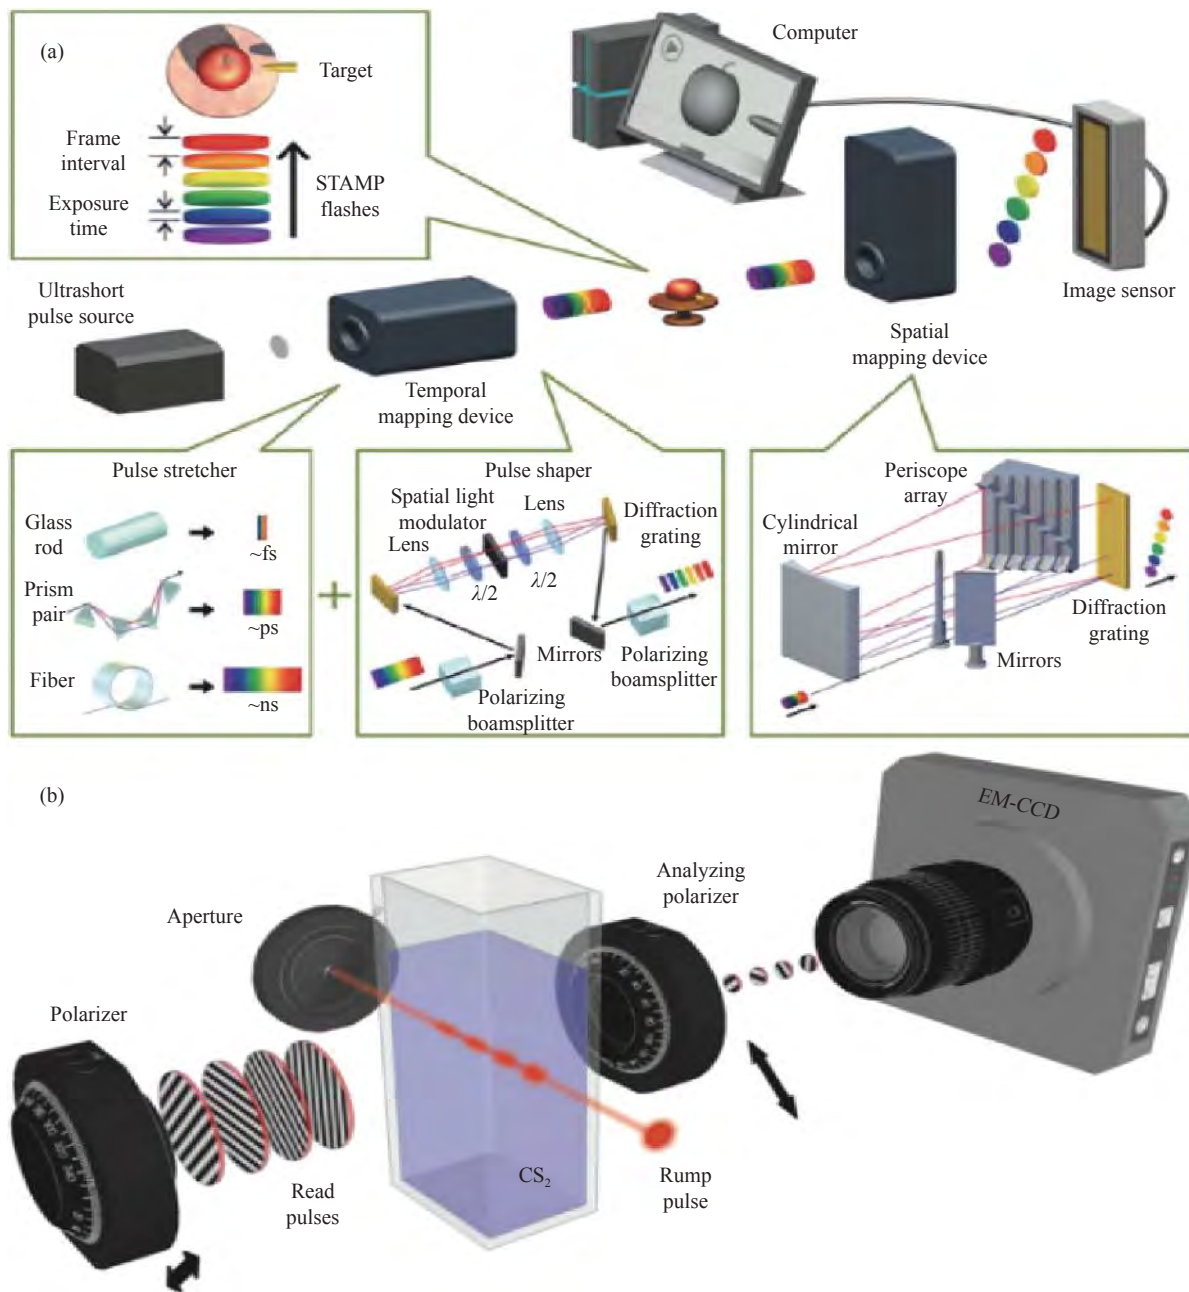 (a)
Target
Frame
interval
Exposure
time
STAMP
flashes
Computer
Image sensor
Ultrashort
pulse source
Temporal
mapping device
Spatial
mapping device
Pulse stretcher
Glass
rod
~fs
Prism
pair
~ps
Fiber
~ns
Pulse shaper
Spatial light
modulator
Lens
Lens
λ/2
λ/2
Diffraction
grating
Mirrors
Polarizing
boamsplitter
Polarizing
boamsplitter
Periscope
array
Cylindrical
mirror
Mirrors
Diffraction
grating
(b)
EM-CCD
Analyzing
polarizer
Aperture
Polarizer
Read
pulses
CS₂
Rump
pulse